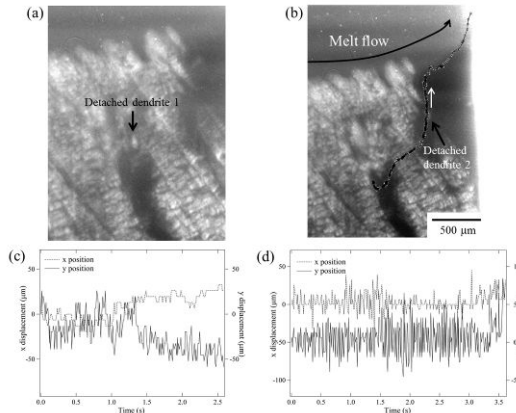 (a)
Detached dendrite 1
(b)
Melt flow
Detached
dendrite 2
500 μm
(c)
x position
y position
x displacement (μm)
50
0
-50
y displacement (μm)
50
0
-50
0.0 0.5 1.0 1.5 2.0 2.5
Time (s)
(d)
x position
y position
x displacement (μm)
50
0
-50
-100
0.0 0.5 1.0 1.5 2.0 2.5 3.0 3.5
Time (s)